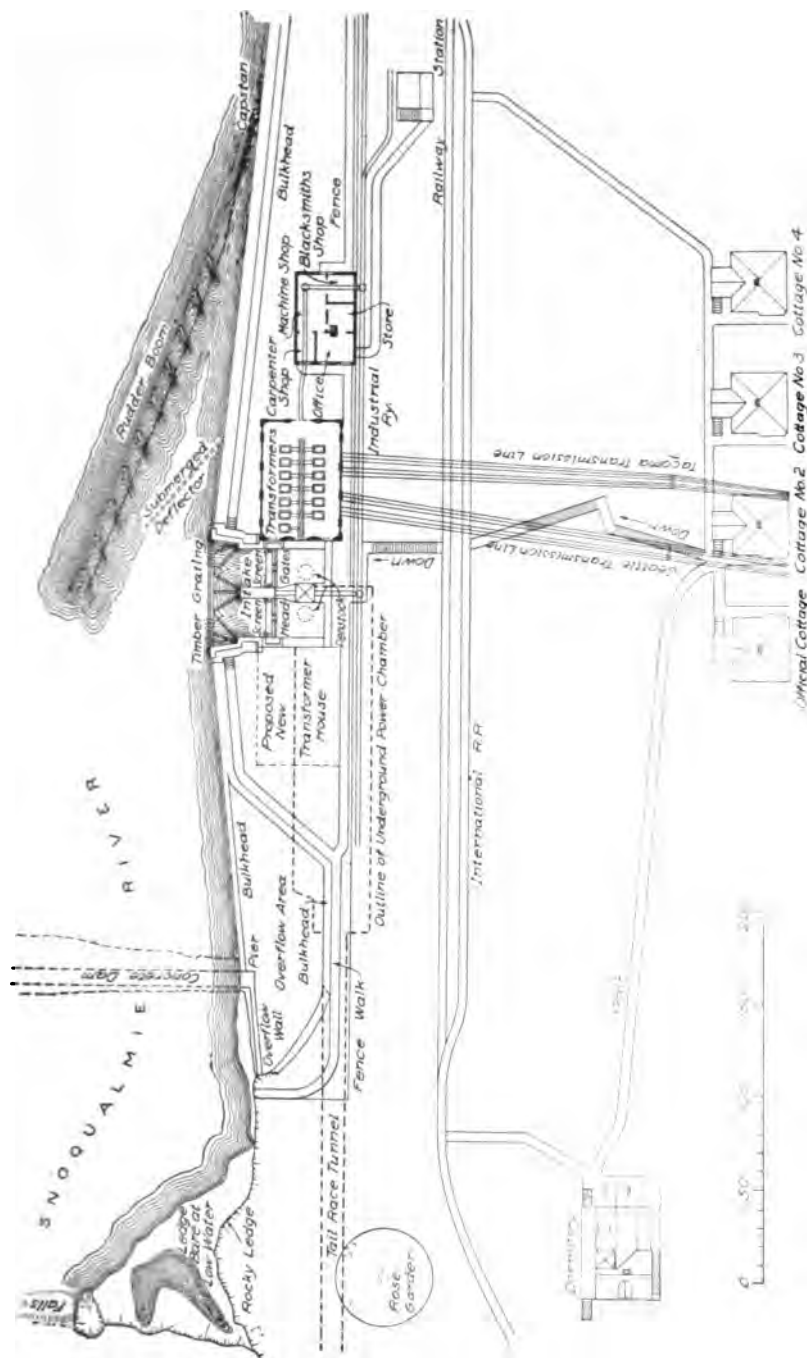 SNOQUALMIE RIVER
Falls
Ledge
Bare at
Low Water
Rocky Ledge
Concrete Dam
Pier
Overflow
Wall
Overflow Area
Bulkhead
Bulkhead
Fence Walk
Tail Race Tunnel
Rose
Garden
Timber Grating
Intake
Screen
Screen
Head
Gates
Penstock
Proposed
New
Transformer
House
Outline of Underground Power Chamber
Submerged
Deflector
Rudder Boom
Capstan
Bulkhead
Transformers
Carpenter
Shop
Machine Shop
Blacksmiths
Shop
Office
Store
Fence
Industrial
Ry.
Railway Station
International R.R.
Down
Down
Tacoma Transmission Line
Seattle Transmission Line
Official Cottage
Cottage No.2
Cottage No 3
Cottage No 4
Dormitory
0
50